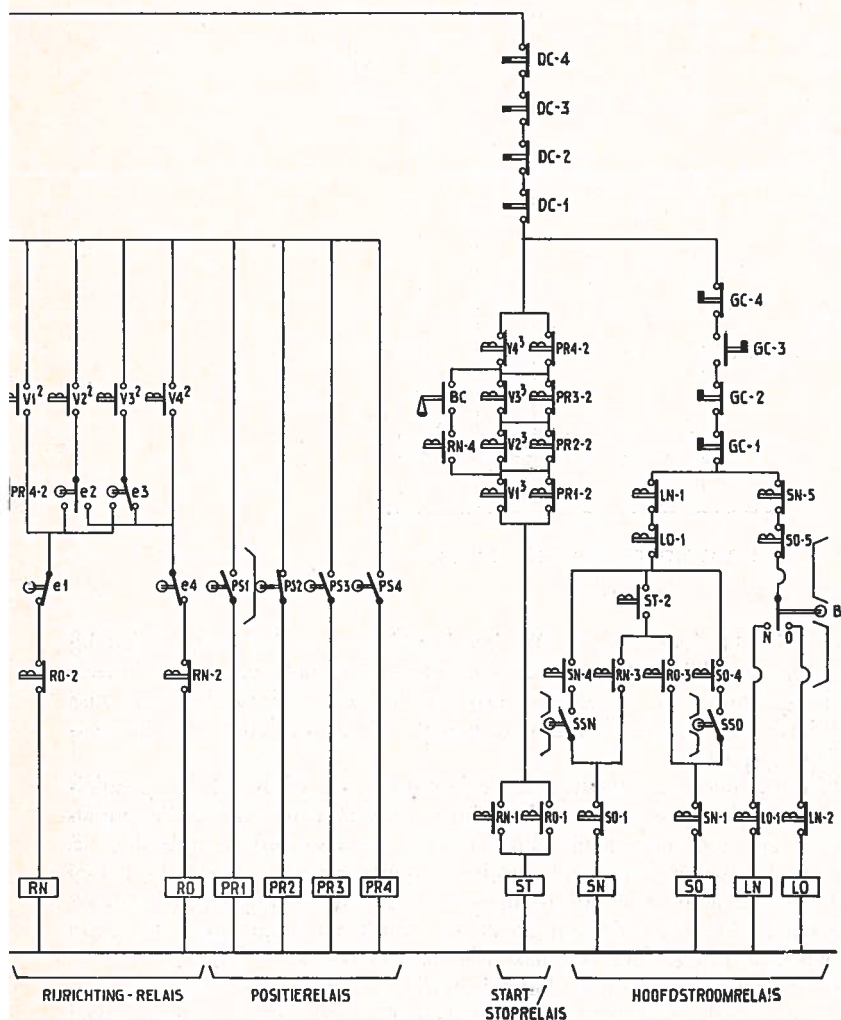 DC-4
DC-3
DC-2
DC-1
GC-4
GC-3
GC-2
GC-1
V4³ PR4-2
BC V3³ PR3-2
RN-4 V2³ PR2-2
V1³ PR1-2
V1² V2² V3² V4²
PR4-2 e2 e3
LN-1 SN-5
LO-1 SO-5
e1 e4 PS1 PS2 PS3 PS4
ST-2
B
N O
RO-2 RN-2
SN-4 RN-3 RO-3 SO-4
SSN SSO
RN-1 RO-1 SO-1 SN-1 LO-1 LN-2
RN RO PR1 PR2 PR3 PR4 ST SN SO LN LO
RIJRICHTING-RELAIS POSITIERELAIS START / STOPRELAIS HOOFDSTROOMRELAIS